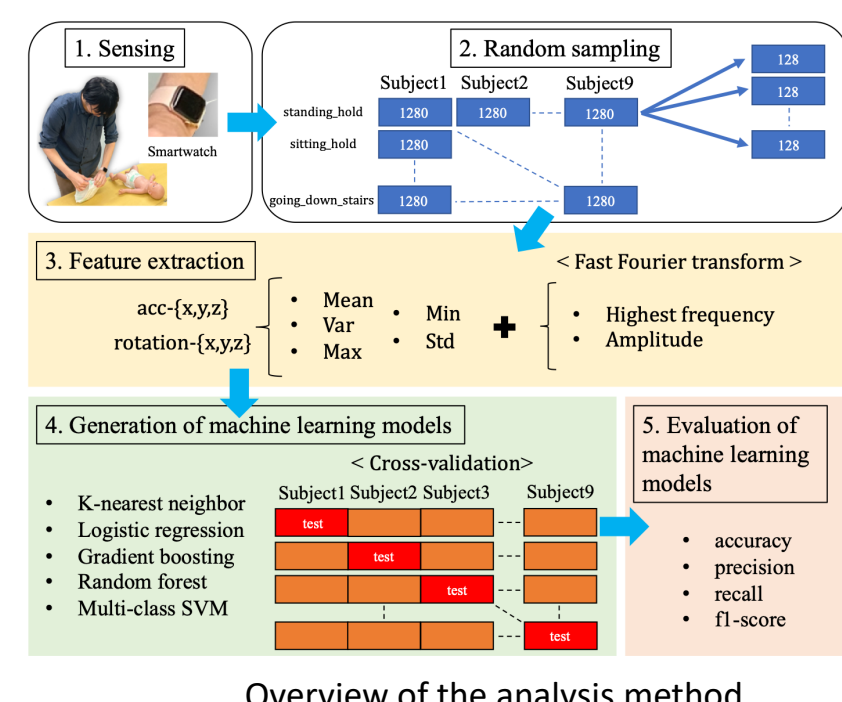 1. Sensing
Smartwatch
2. Random sampling
Subject1 Subject2 Subject9
standing_hold 1280 1280 1280
sitting_hold 1280
going_down_stairs 1280 1280
128
128
128
3. Feature extraction
acc-{x,y,z}
rotation-{x,y,z}
• Mean
• Var
• Max
• Min
• Std
+
< Fast Fourier transform >
• Highest frequency
• Amplitude
4. Generation of machine learning models
• K-nearest neighbor
• Logistic regression
• Gradient boosting
• Random forest
• Multi-class SVM
< Cross-validation>
Subject1 Subject2 Subject3 Subject9
test
test
test
test
5. Evaluation of
machine learning
models
• accuracy
• precision
• recall
• f1-score
Overview of the analysis method